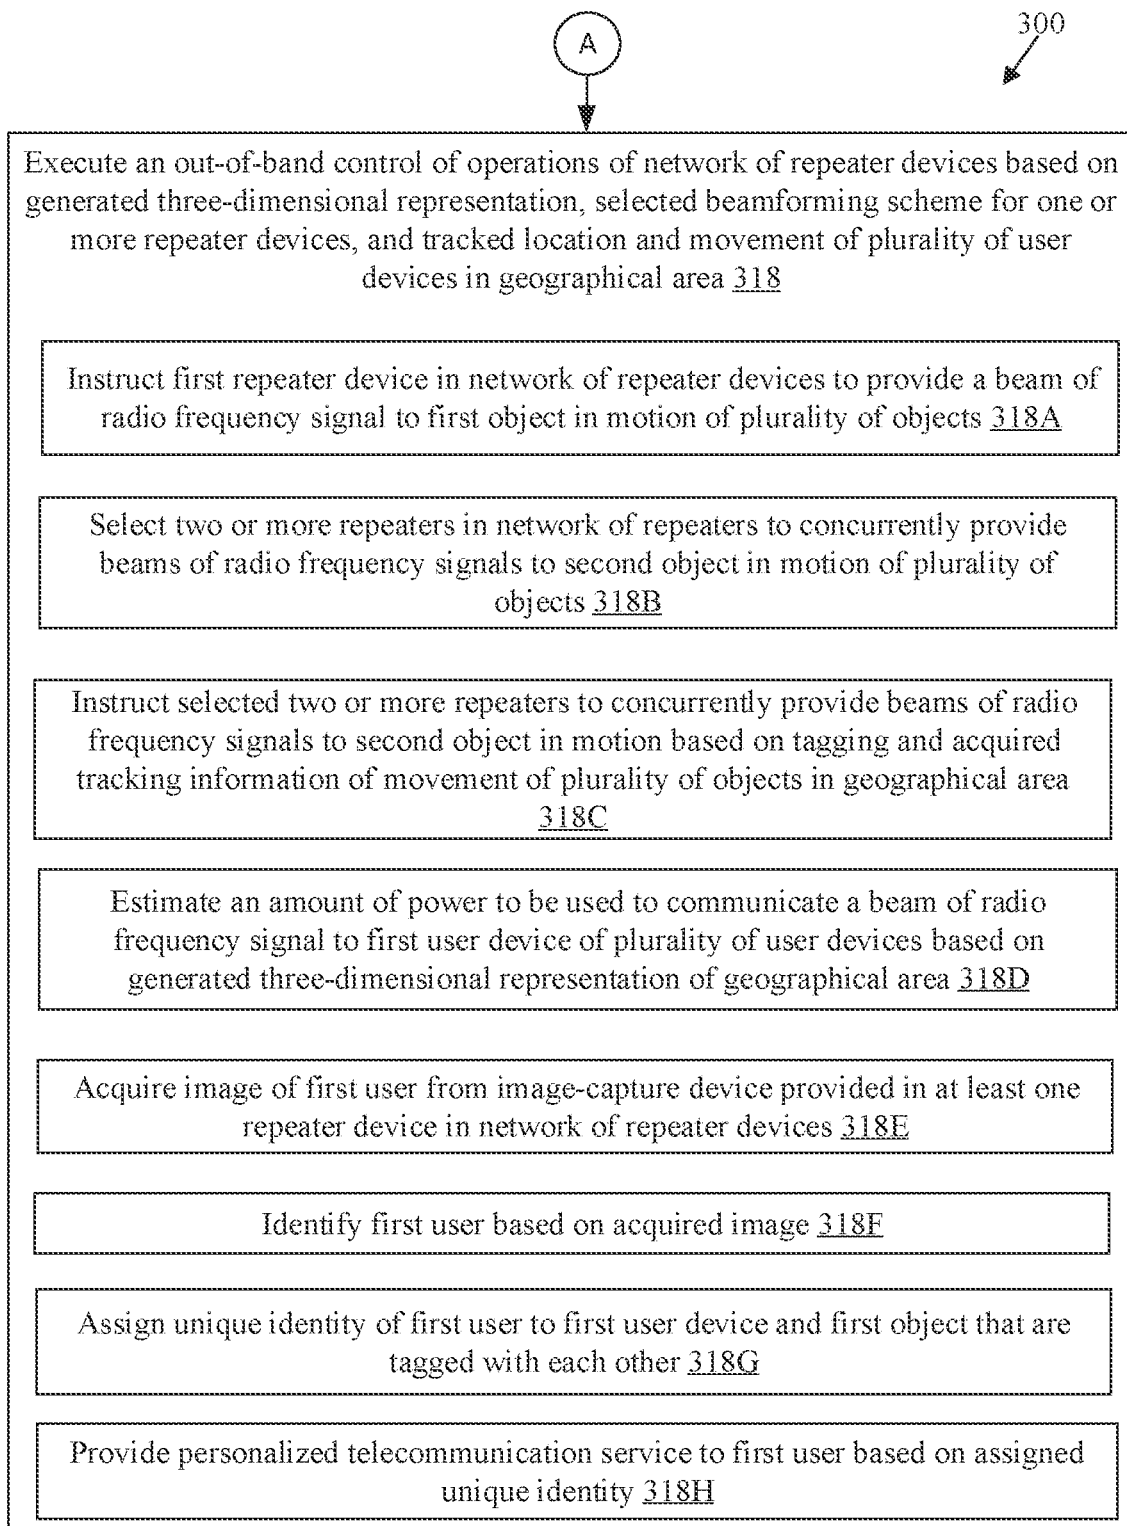 A
300
Execute an out-of-band control of operations of network of repeater devices based on
generated three-dimensional representation, selected beamforming scheme for one or
more repeater devices, and tracked location and movement of plurality of user
devices in geographical area 318
Instruct first repeater device in network of repeater devices to provide a beam of
radio frequency signal to first object in motion of plurality of objects 318A
Select two or more repeaters in network of repeaters to concurrently provide
beams of radio frequency signals to second object in motion of plurality of
objects 318B
Instruct selected two or more repeaters to concurrently provide beams of radio
frequency signals to second object in motion based on tagging and acquired
tracking information of movement of plurality of objects in geographical area
318C
Estimate an amount of power to be used to communicate a beam of radio
frequency signal to first user device of plurality of user devices based on
generated three-dimensional representation of geographical area 318D
Acquire image of first user from image-capture device provided in at least one
repeater device in network of repeater devices 318E
Identify first user based on acquired image 318F
Assign unique identity of first user to first user device and first object that are
tagged with each other 318G
Provide personalized telecommunication service to first user based on assigned
unique identity 318H